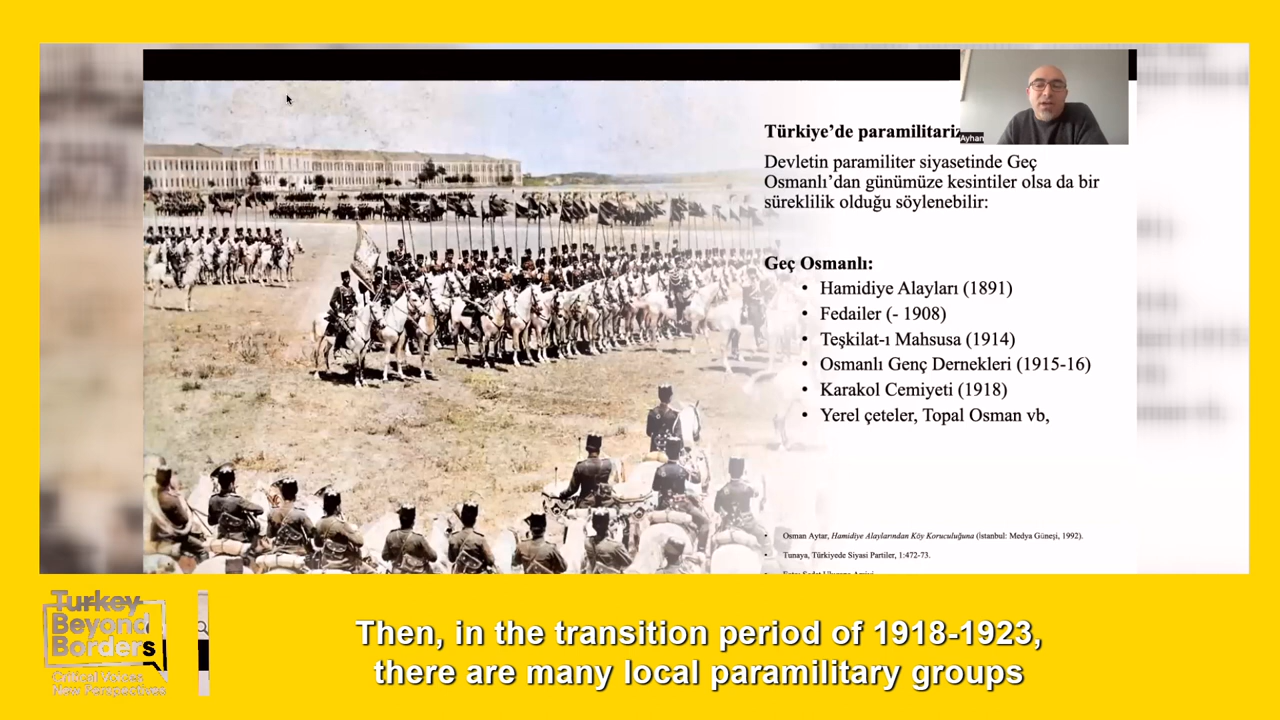 Türkiye'de paramilitariz
Ayhan
Devletin paramiliter siyasetinde Geç
Osmanlı'dan günümüze kesintiler olsa da bir
süreklilik olduğu söylenebilir:
Geç Osmanlı:
• Hamidiye Alayları (1891)
• Fedailer (- 1908)
• Teşkilat-ı Mahsusa (1914)
• Osmanlı Genç Dernekleri (1915-16)
• Karakol Cemiyeti (1918)
• Yerel çeteler, Topal Osman vb,
• Osman Aytar, Hamidiye Alaylarından Köy Koruculuğuna (İstanbul: Medya Güneşi, 1992).
• Tunaya, Türkiyede Siyasi Partiler, 1:472-73.
Turkey
Beyond
Borders
Critical Voices
New Perspectives
Then, in the transition period of 1918-1923,
there are many local paramilitary groups